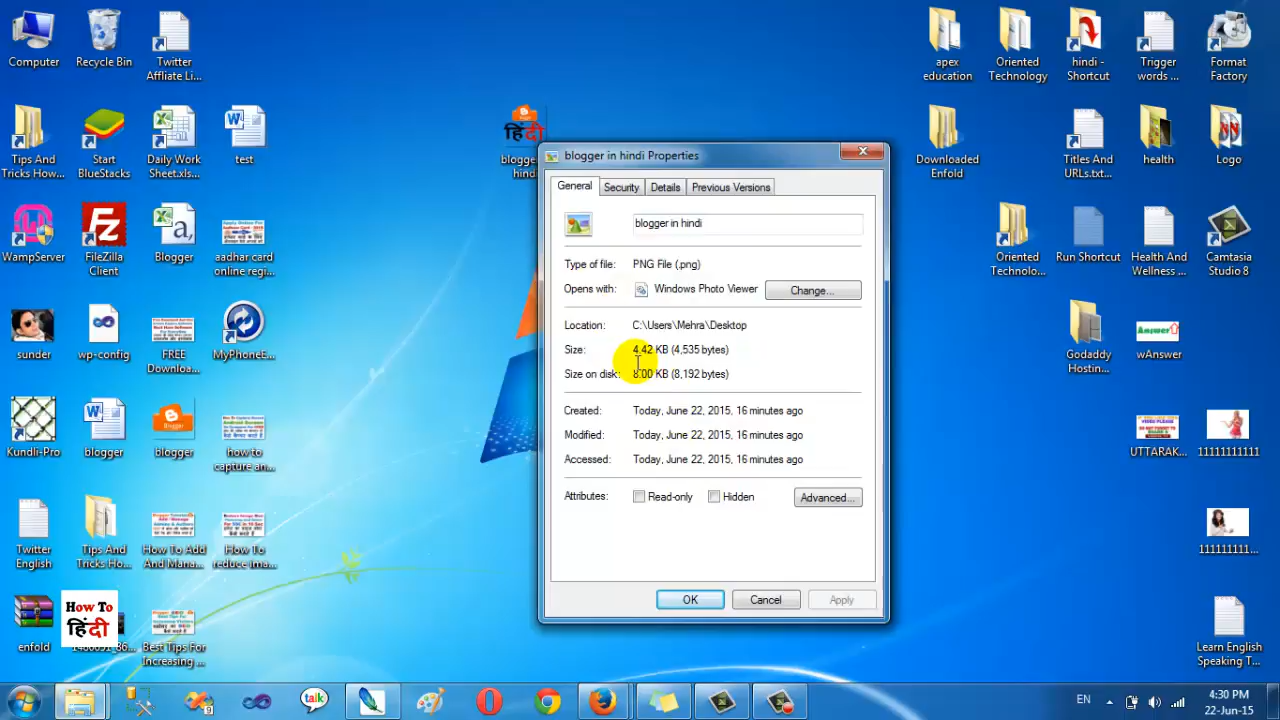 Computer
Recycle Bin
Twitter
Affliate Li...
apex
education
Oriented
Technology
hindi -
Shortcut
Trigger
words ...
Format
Factory
Tips And
Tricks How...
Start
BlueStacks
Daily Work
Sheet.xls...
test
हिंदी
blogger
hindi
Downloaded
Enfold
Titles And
URLs.txt...
health
Logo
WampServer
FileZilla
Client
Blogger
aadhar card
online regi...
Oriented
Technolo...
Run Shortcut
Health And
Wellness ...
Camtasia
Studio 8
sunder
wp-config
FREE
Downloa...
MyPhoneE...
Godaddy
Hostin...
Answer
wAnswer
Kundli-Pro
blogger
Blogger
blogger
how to
capture an...
UTTARAK...
11111111111
Twitter
English
Tips And
Tricks Ho...
How To Add
And Mana...
How To
reduce ima...
111111111...
enfold
How To
हिंदी
Best Tips For
Increasing ...
Learn English
Speaking T...
blogger in hindi Properties
General
Security
Details
Previous Versions
blogger in hindi
Type of file: PNG File (.png)
Opens with: Windows Photo Viewer Change...
Location: C:\Users\Mehra\Desktop
Size: 4.42 KB (4,535 bytes)
Size on disk: 8.00 KB (8,192 bytes)
Created: Today, June 22, 2015, 16 minutes ago
Modified: Today, June 22, 2015, 16 minutes ago
Accessed: Today, June 22, 2015, 16 minutes ago
Attributes: Read-only Hidden Advanced...
OK Cancel Apply
talk
EN
4:30 PM
22-Jun-15